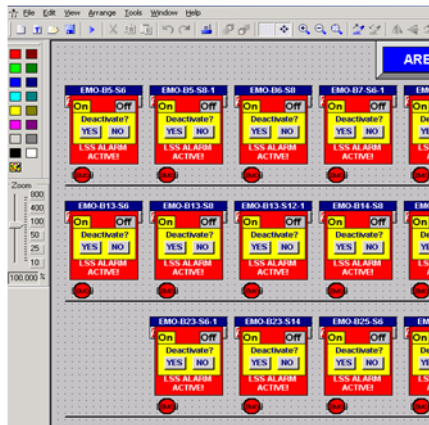 File Edit View Arrange Tools Window Help
ARE
EMO-B5-S6 EMO-B5-S8-1 EMO-B6-S8 EMO-B7-S6-1
On Off On Off On Off On Off On
Deactivate? Deactivate? Deactivate? Deactivate?
YES NO YES NO YES NO YES NO
LSS ALARM LSS ALARM LSS ALARM LSS ALARM
ACTIVE! ACTIVE! ACTIVE! ACTIVE!
Zoom
800
400
100
50
25
10
100.000 %
EMO-B13-S6 EMO-B13-S8 EMO-B13-S12-1 EMO-B14-S8
On Off On Off On Off On Off On
Deactivate? Deactivate? Deactivate? Deactivate?
YES NO YES NO YES NO YES NO
LSS ALARM LSS ALARM LSS ALARM LSS ALARM
ACTIVE! ACTIVE! ACTIVE! ACTIVE!
EMO-B23-S6-1 EMO-B23-S14 EMO-B25-S6
On Off On Off On Off On
Deactivate? Deactivate? Deactivate?
YES NO YES NO YES NO
LSS ALARM LSS ALARM LSS ALARM
ACTIVE! ACTIVE! ACTIVE!